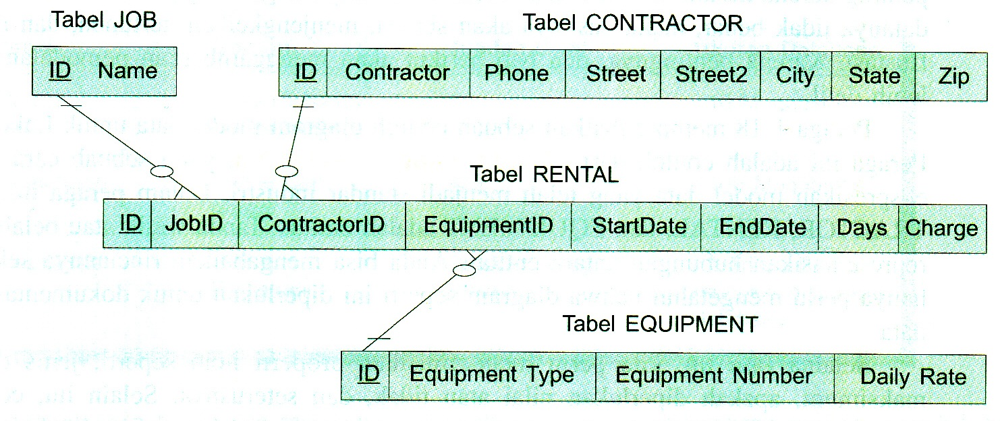 Tabel JOB
Tabel CONTRACTOR
ID Name
ID Contractor Phone Street Street2 City State Zip
Tabel RENTAL
ID JobID ContractorID EquipmentID StartDate EndDate Days Charge
Tabel EQUIPMENT
ID Equipment Type Equipment Number Daily Rate